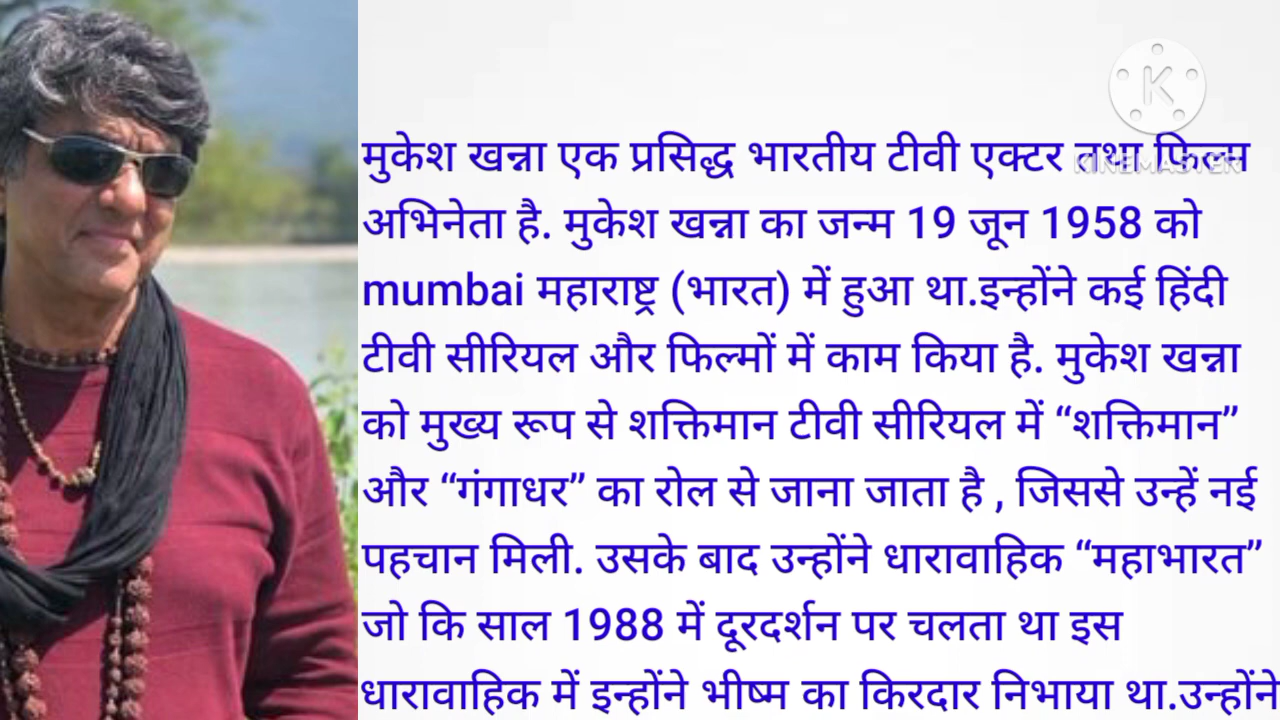 K
KINEMASTER
मुकेश खन्ना एक प्रसिद्ध भारतीय टीवी एक्टर तथा फिल्म
अभिनेता है. मुकेश खन्ना का जन्म 19 जून 1958 को
mumbai महाराष्ट्र (भारत) में हुआ था.इन्होंने कई हिंदी
टीवी सीरियल और फिल्मों में काम किया है. मुकेश खन्ना
को मुख्य रूप से शक्तिमान टीवी सीरियल में “शक्तिमान”
और “गंगाधर” का रोल से जाना जाता है , जिससे उन्हें नई
पहचान मिली. उसके बाद उन्होंने धारावाहिक “महाभारत”
जो कि साल 1988 में दूरदर्शन पर चलता था इस
धारावाहिक में इन्होंने भीष्म का किरदार निभाया था.उन्होंने